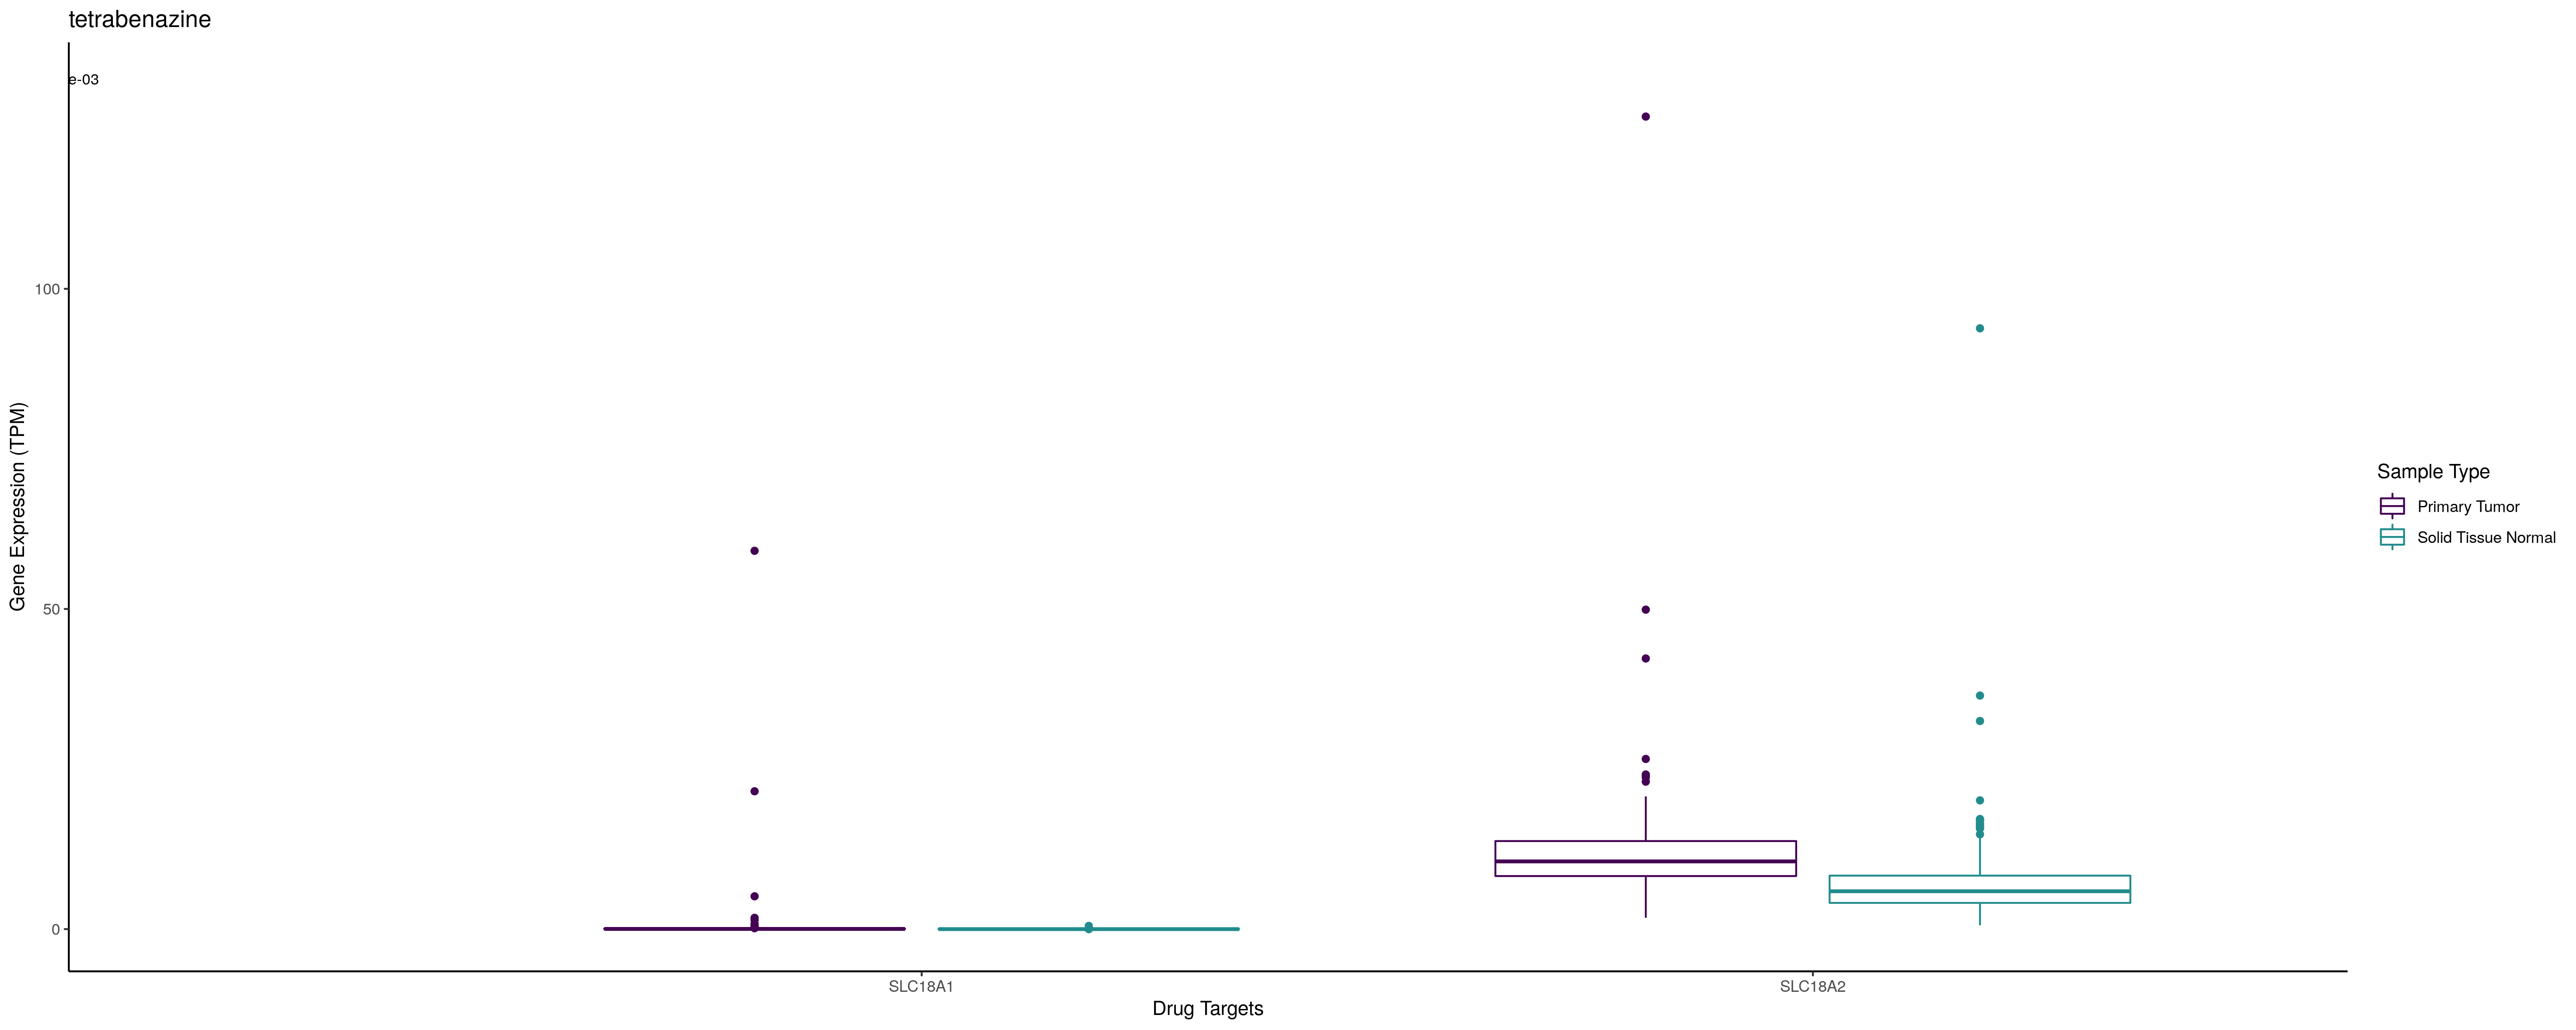 tetrabenazine
e-03
100
50
0
Gene Expression (TPM)
SLC18A1
SLC18A2
Drug Targets
Sample Type
Primary Tumor
Solid Tissue Normal